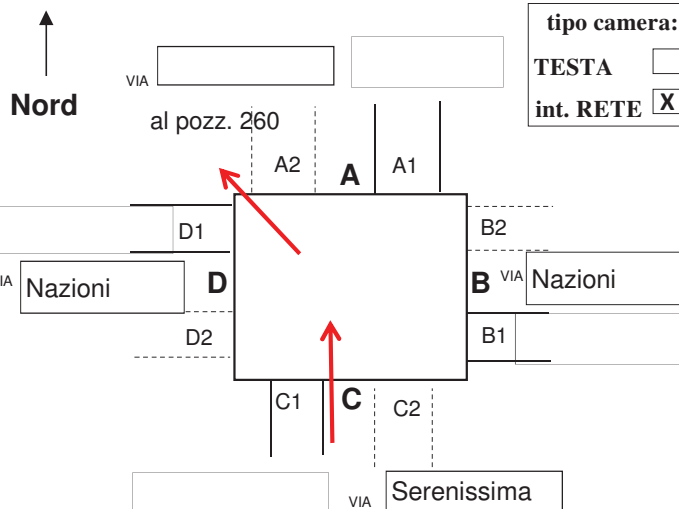 tipo camera:
TESTA
Nord
VIA
int. RETE X
al pozz. 260
A2 A A1
D1 B2
VIA Nazioni D B VIA Nazioni
D2 B1
C1 C C2
VIA Serenissima